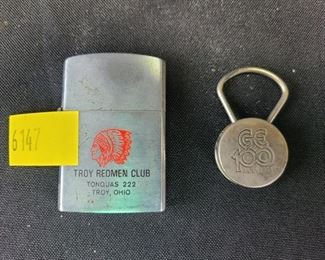 6147
TROY REDMEN CLUB
TONQUAS 222
TROY, OHIO
GE
100